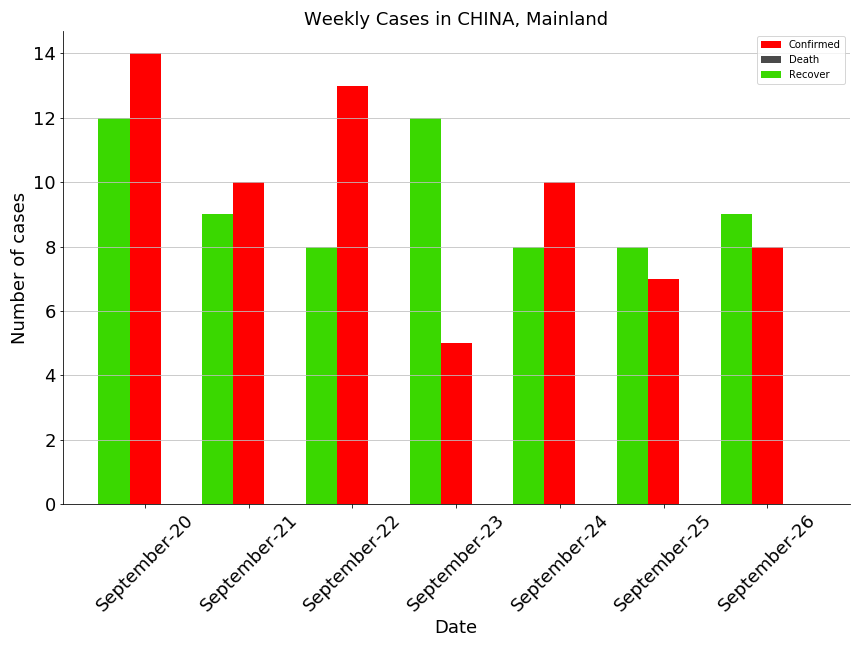 Weekly Cases in CHINA, Mainland
Confirmed
Death
Recover
Number of cases
14
12
10
8
6
4
2
0
September-20
September-21
September-22
September-23
September-24
September-25
September-26
Date